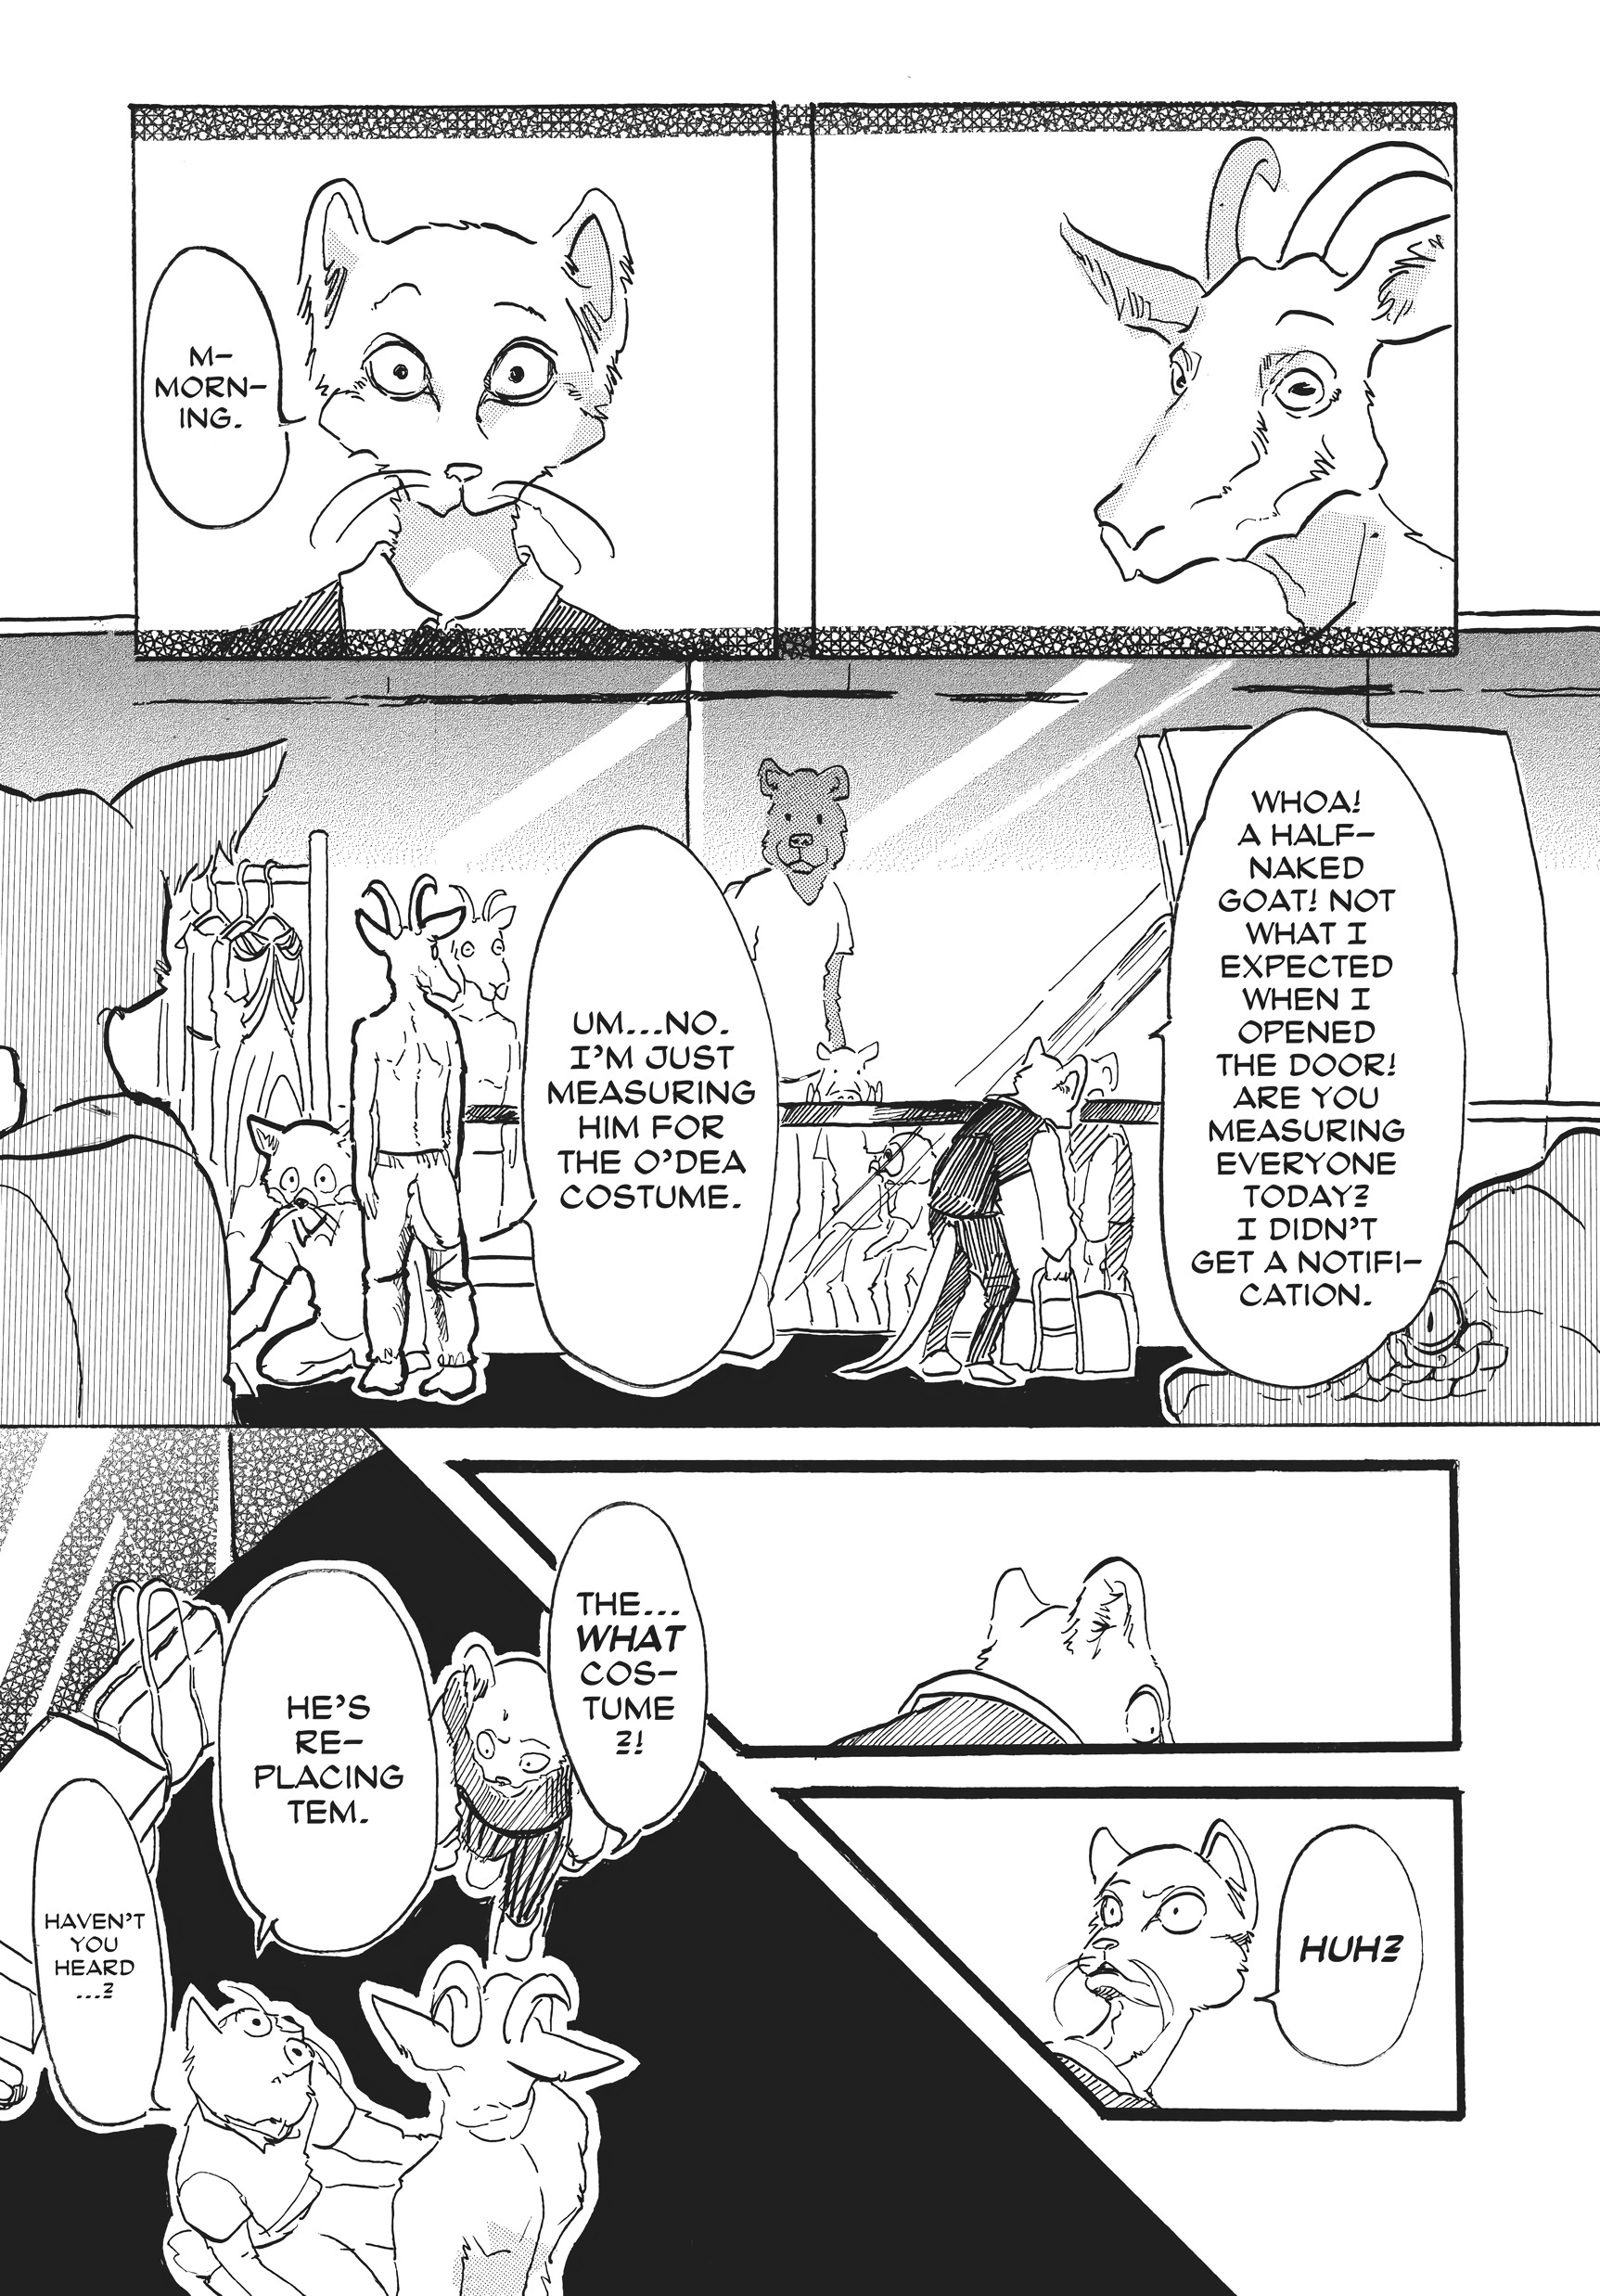 M-
MORN-
ING.
WHOA!
A HALF-
NAKED
GOAT! NOT
WHAT I
EXPECTED
WHEN I
OPENED
THE DOOR!
ARE YOU
MEASURING
EVERYONE
TODAY?
I DIDN'T
GET A NOTIFI-
CATION.
UM...NO.
I'M JUST
MEASURING
HIM FOR
THE O'DEA
COSTUME.
HUH?
THE...
WHAT
COS-
TUME
?!
HE'S
RE-
PLACING
TEM.
HAVEN'T
YOU
HEARD
...?